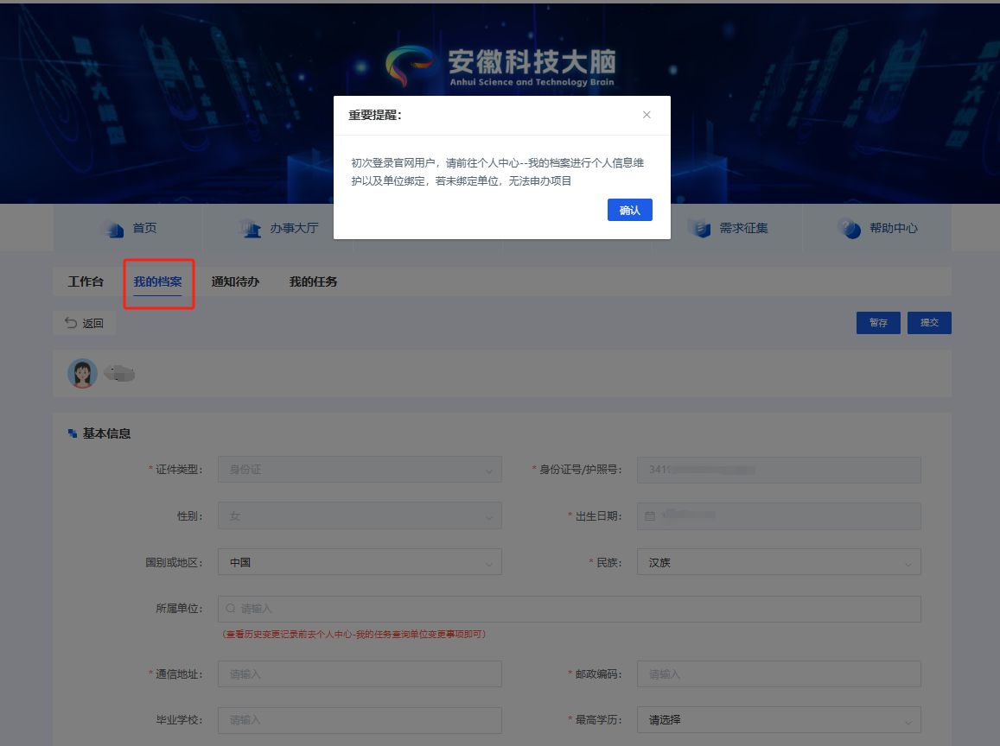 安徽科技大脑
Anhui Science and Technology Brain
重要提醒：
初次登录官网用户，请前往个人中心--我的档案进行个人信息维
护以及单位绑定，若未绑定单位，无法申办项目
确认
首页 办事大厅 需求征集 帮助中心
工作台 我的档案 通知待办 我的任务
返回 暂存 提交
基本信息
*证件类型： 身份证 *身份证号/护照号： 341
性别： 女 *出生日期：
国别或地区： 中国 *民族： 汉族
所属单位： 请输入
（查看历史变更记录前去个人中心-我的任务查询单位变更事项即可）
*通信地址： 请输入 *邮政编码： 请输入
毕业学校： 请输入 *最高学历： 请选择